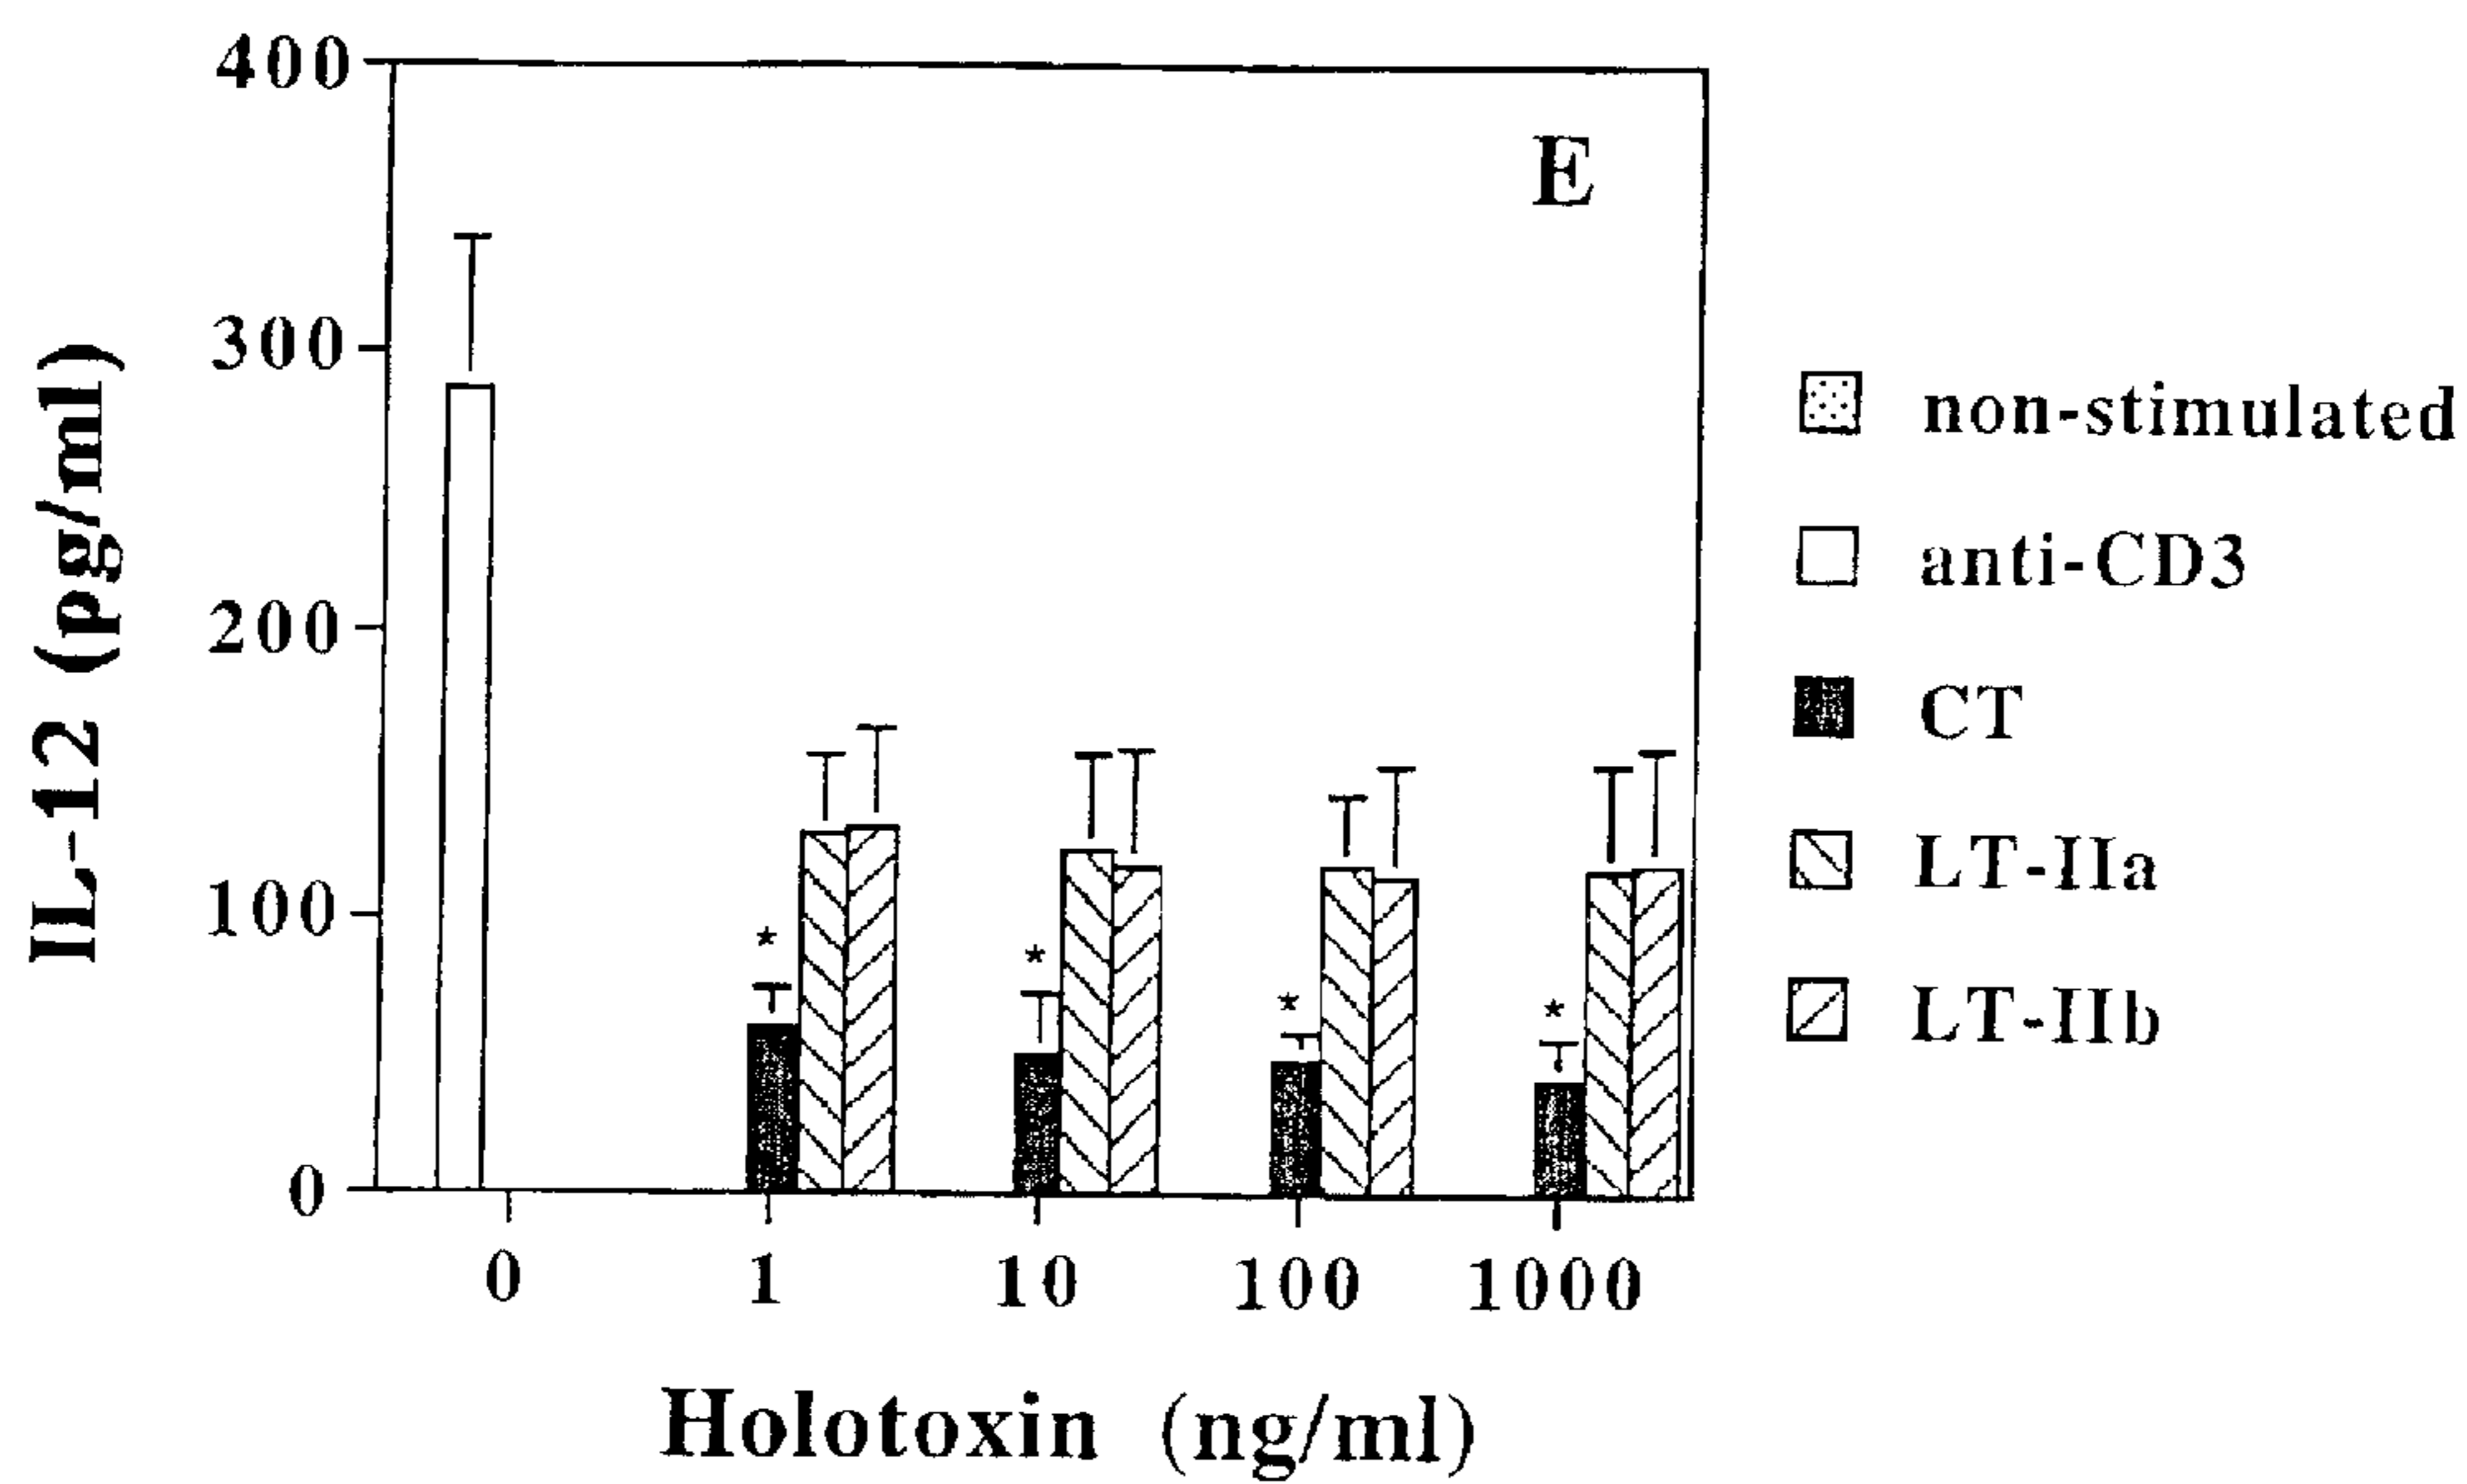 400
E
300
200
100
0
IL-12 (pg/ml)
* * * *
0 1 10 100 1000
Holotoxin (ng/ml)
non-stimulated
anti-CD3
CT
LT-IIa
LT-IIb